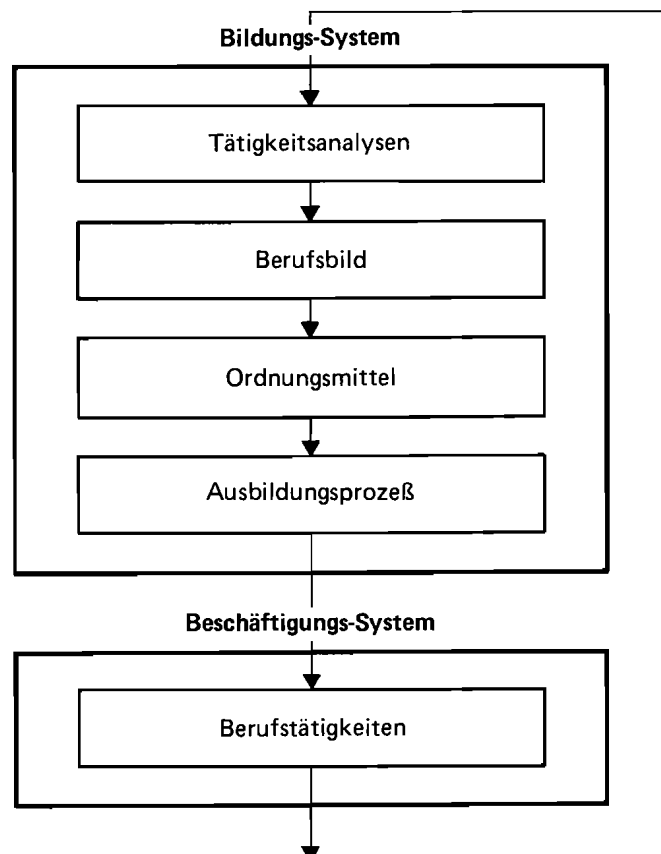 Bildungs-System
Tätigkeitsanalysen
Berufsbild
Ordnungsmittel
Ausbildungsprozeß
Beschäftigungs-System
Berufstätigkeiten